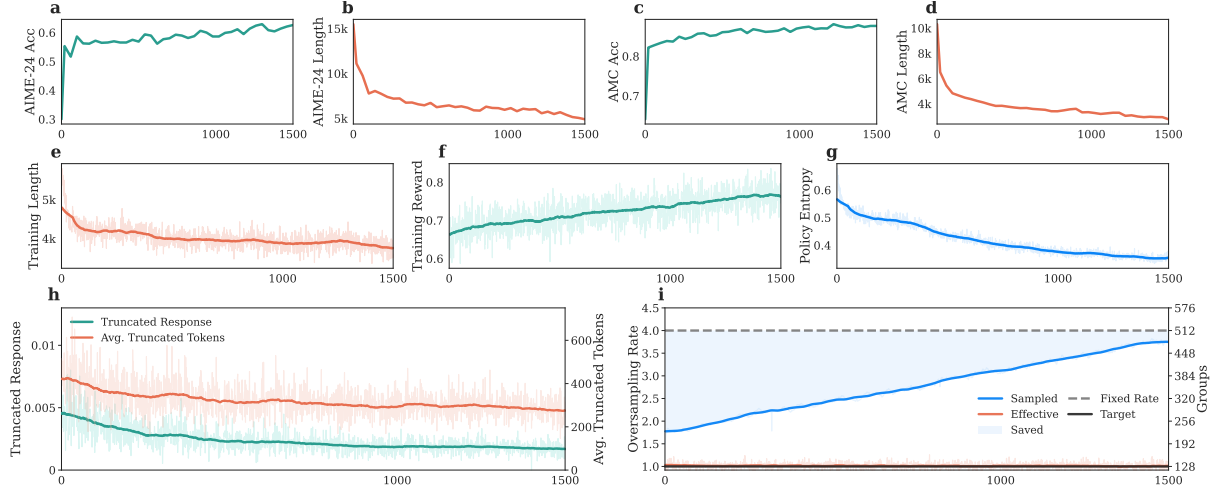 a
AIME-24 Acc
0.6
0.5
0.4
0.3
0
1000
1500
b
AIME-24 Length
15k
10k
5k
0
1000
1500
c
AMC Acc
0.8
0.7
0
1000
1500
d
AMC Length
10k
8k
6k
4k
0
1000
1500
e
Training Length
5k
4k
0
1000
1500
f
Training Reward
0.8
0.7
0.6
0
1000
1500
g
Policy Entropy
0.6
0.5
0.4
0
1000
1500
h
Truncated Response
0.01
0.005
0
Truncated Response
Avg. Truncated Tokens
600
400
200
0
Avg. Truncated Tokens
0
1000
1500
i
Oversampling Rate
4.5
4.0
3.5
3.0
2.5
2.0
1.5
1.0
Sampled
Effective
Saved
Fixed Rate
Target
576
512
448
384
320
256
192
128
Groups
0
1000
1500